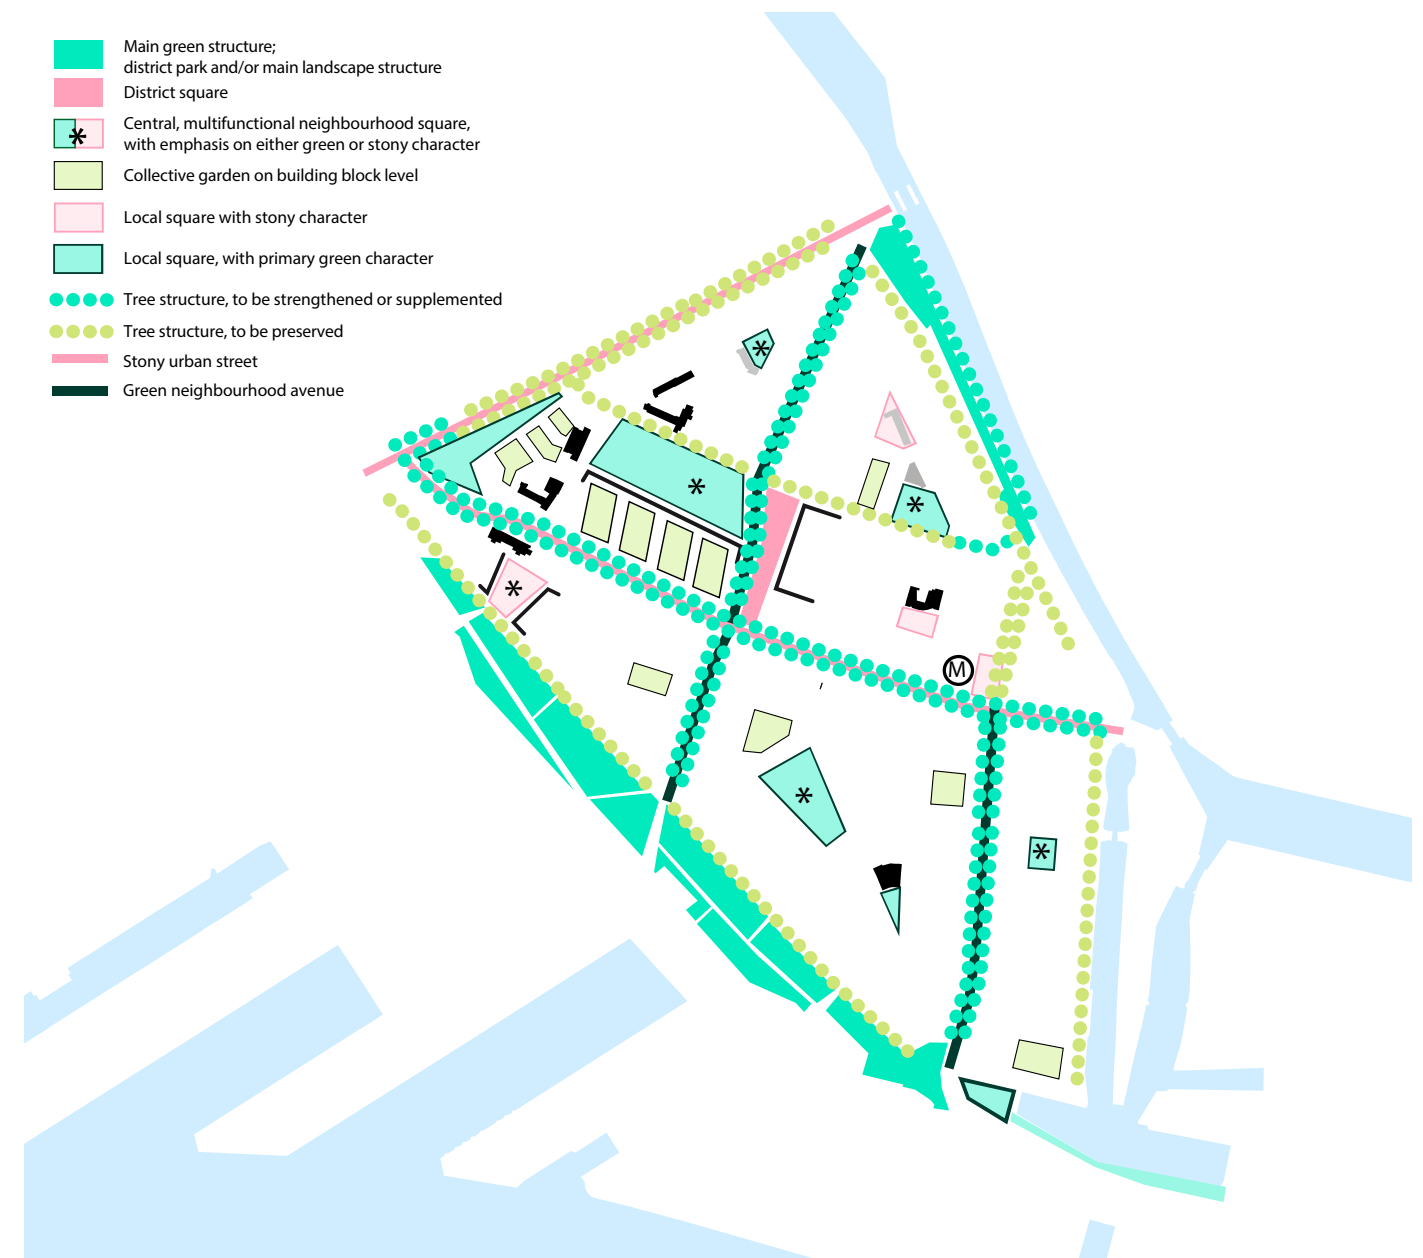 Main green structure;
district park and/or main landscape structure
District square
Central, multifunctional neighbourhood square,
with emphasis on either green or stony character
Collective garden on building block level
Local square with stony character
Local square, with primary green character
Tree structure, to be strengthened or supplemented
Tree structure, to be preserved
Stony urban street
Green neighbourhood avenue
M